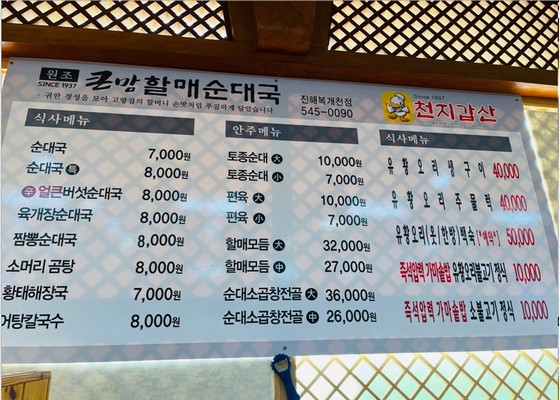 원조 큰맘할매순대국
SINCE 1937
귀한 정성을 모아 고향집의 할머니 손맛처럼 푸짐하게 담았습니다
진해복개천점
545-0090
식사메뉴
순대국 7,000원
순대국 특 8,000원
辛 얼큰버섯순대국 8,000원
육개장순대국 8,000원
짬뽕순대국 8,000원
소머리 곰탕 8,000원
황태해장국 7,000원
어탕칼국수 8,000원
안주메뉴
토종순대 大 10,000원
토종순대 小 7,000원
편육 大 10,000원
편육 小 7,000원
할매모듬 大 32,000원
할매모듬 中 27,000원
순대소곱창전골 大 36,000원
순대소곱창전골 中 26,000원
Since 1997
천지갑산
식사메뉴
유황오리생구이 40,000
유황오리주물럭 40,000
유황오리(옻)한방)백숙 ["예약"] 50,000
즉석압력 가마솥밥 유황오리불고기 정식 10,000
즉석압력 가마솥밥 소불고기 정식 10,000